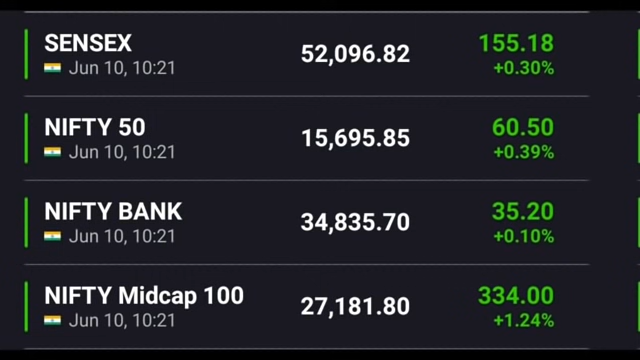 SENSEX 52,096.82 155.18
Jun 10, 10:21 +0.30%
NIFTY 50 15,695.85 60.50
Jun 10, 10:21 +0.39%
NIFTY BANK 34,835.70 35.20
Jun 10, 10:21 +0.10%
NIFTY Midcap 100 27,181.80 334.00
Jun 10, 10:21 +1.24%